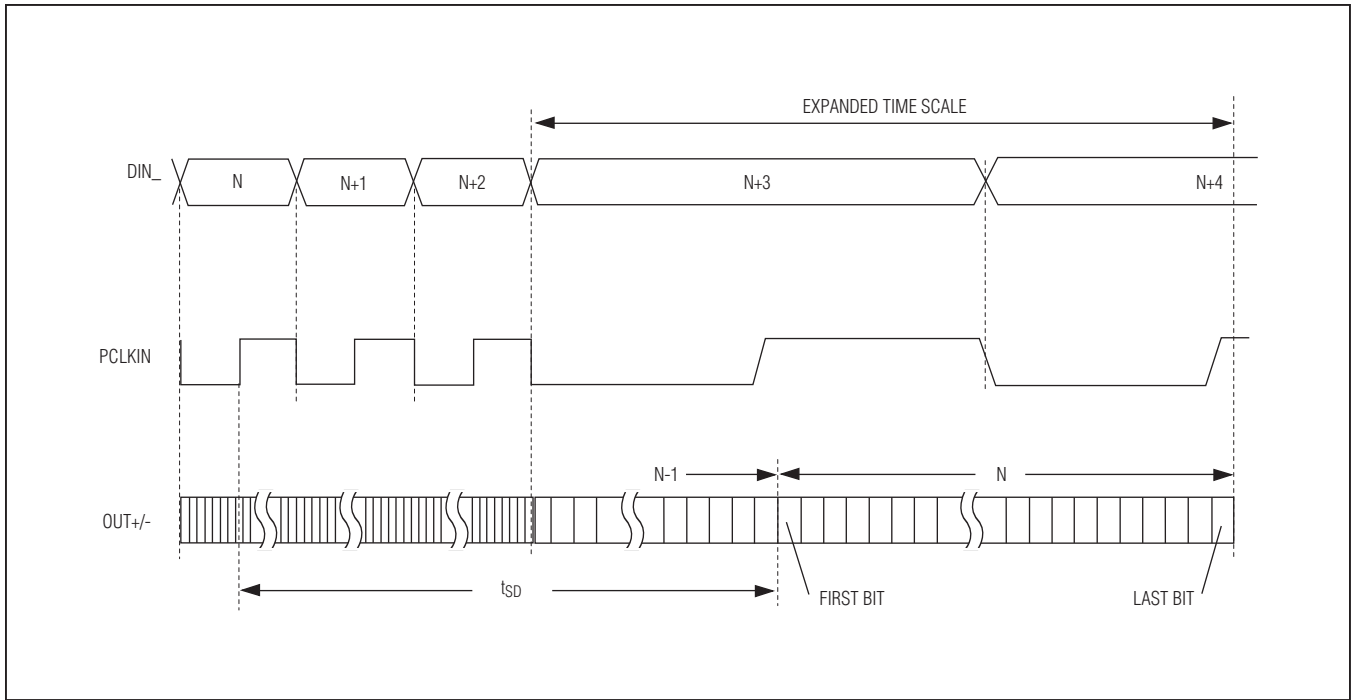 EXPANDED TIME SCALE
DIN_
N
N+1
N+2
N+3
N+4
PCLKIN
N-1
N
OUT+/-
tSD
FIRST BIT
LAST BIT